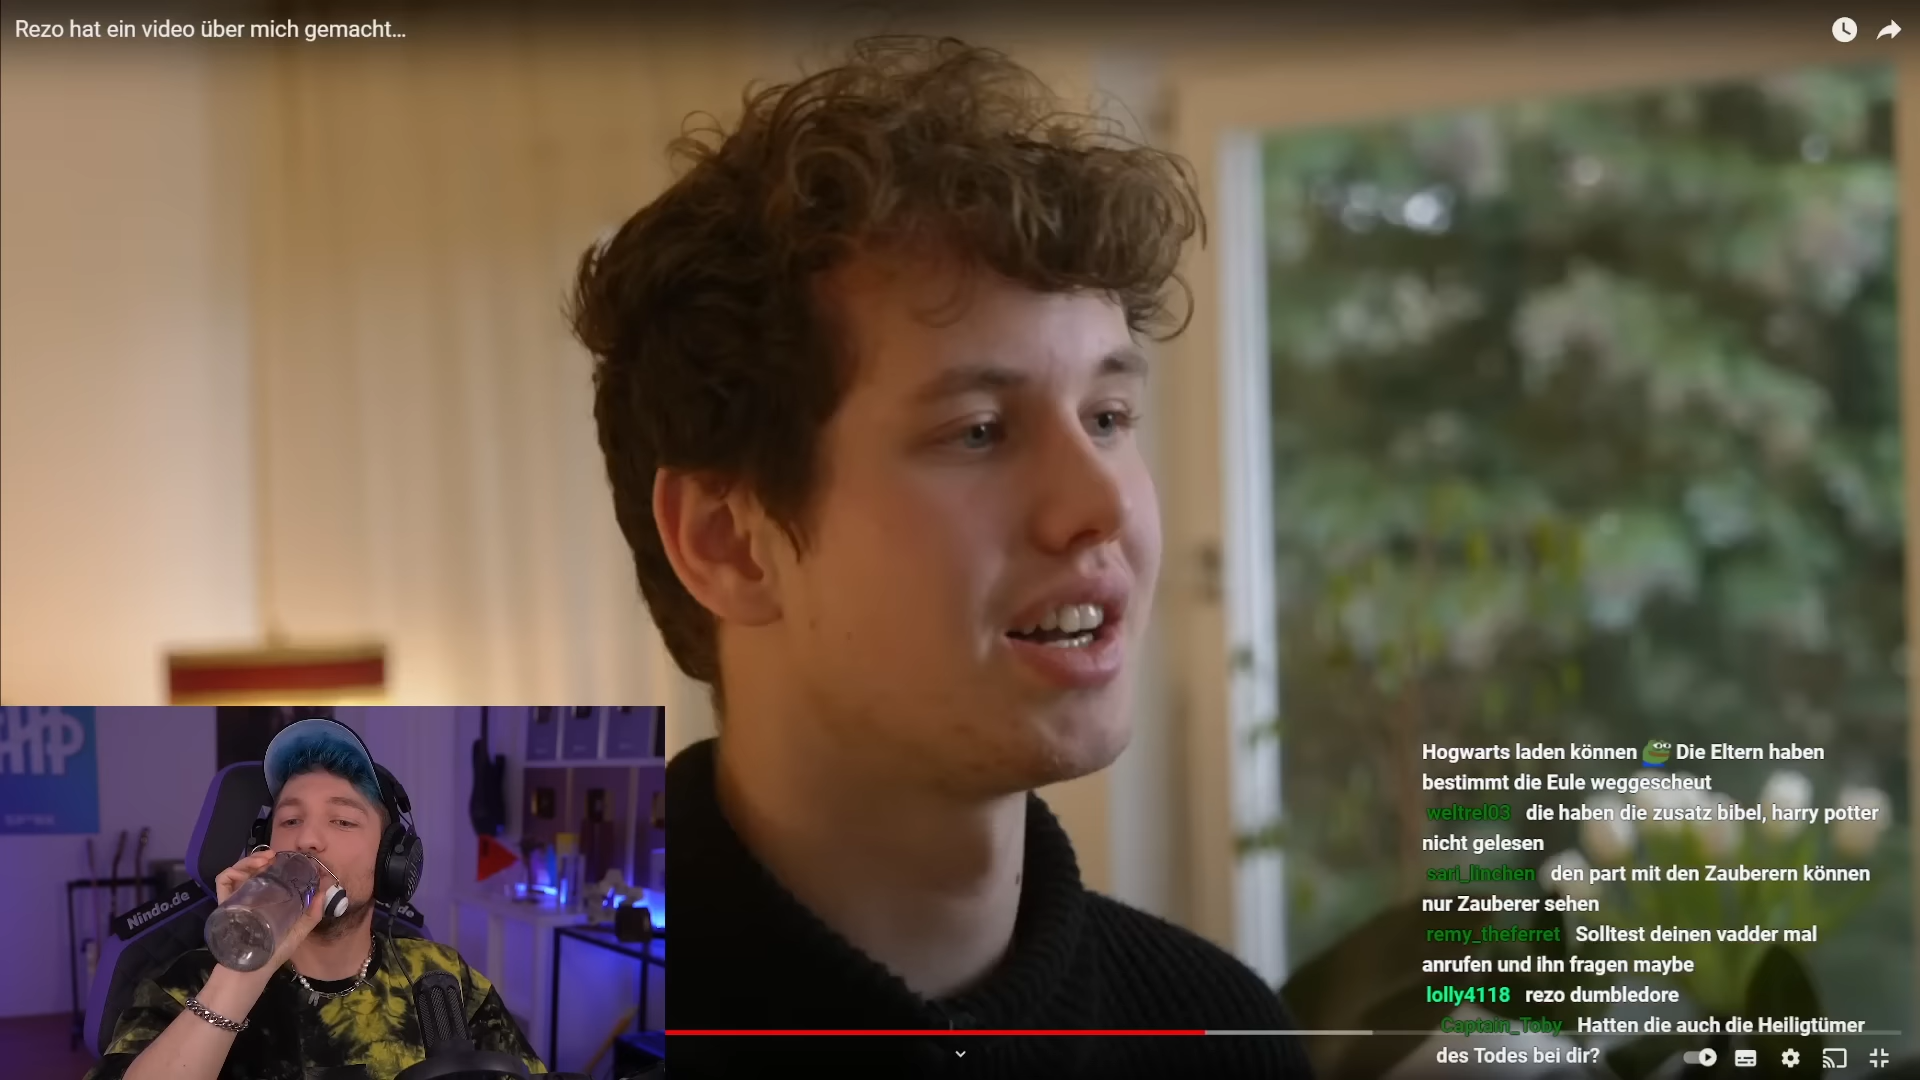 Rezo hat ein video über mich gemacht...
Hogwarts laden können Die Eltern haben
bestimmt die Eule weggescheut
weltrel03 die haben die zusatz bibel, harry potter
nicht gelesen
sari_linchen den part mit den Zauberern können
nur Zauberer sehen
remy_theferret Solltest deinen vadder mal
anrufen und ihn fragen maybe
lolly4118 rezo dumbledore
Captain_Toby Hatten die auch die Heiligtümer
des Todes bei dir?
Nindo.de